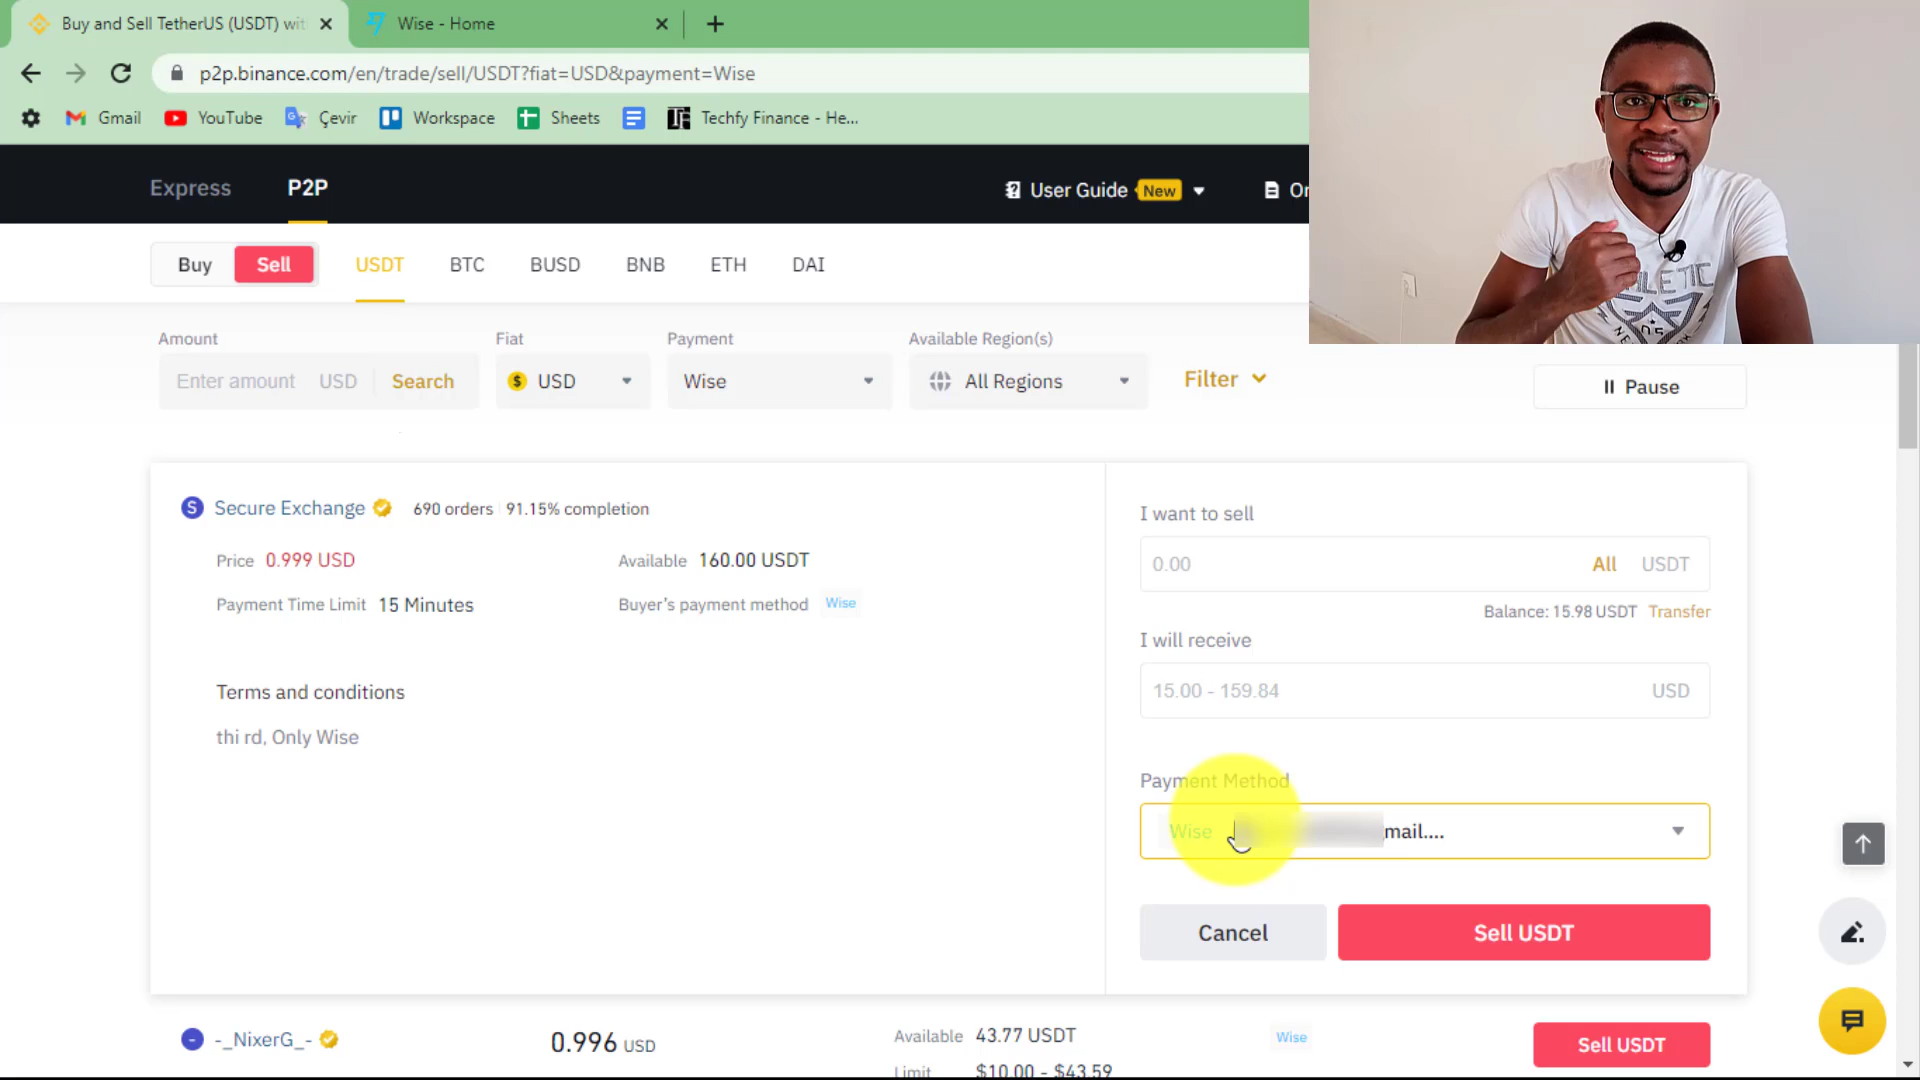 Buy and Sell TetherUS (USDT) wit
Wise - Home
p2p.binance.com/en/trade/sell/USDT?fiat=USD&payment=Wise
Gmail YouTube Çevir Workspace Sheets Techfy Finance - He...
Express P2P User Guide New Or
Buy Sell USDT BTC BUSD BNB ETH DAI
Amount Fiat Payment Available Region(s)
Enter amount USD Search USD Wise All Regions Filter Pause
Secure Exchange 690 orders 91.15% completion
Price 0.999 USD Available 160.00 USDT
Payment Time Limit 15 Minutes Buyer's payment method Wise
Terms and conditions
thi rd, Only Wise
I want to sell
0.00 All USDT
Balance: 15.98 USDT Transfer
I will receive
15.00 - 159.84 USD
Payment Method
Wise mail....
Cancel Sell USDT
-_NixerG_- 0.996 USD Available 43.77 USDT Wise Sell USDT
Limit $10.00 - $43.59